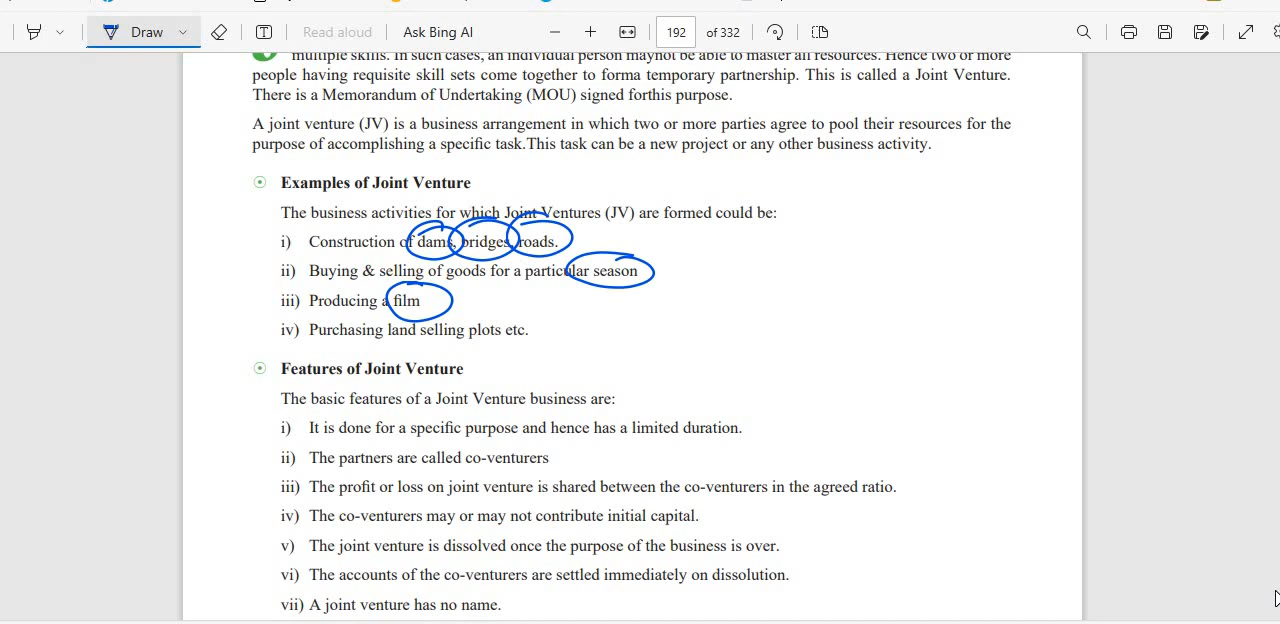 Draw
Read aloud
Ask Bing AI
192
of 332
multiple skills. In such cases, an individual person maynot be able to master all resources. Hence two or more
people having requisite skill sets come together to forma temporary partnership. This is called a Joint Venture.
There is a Memorandum of Undertaking (MOU) signed forthis purpose.
A joint venture (JV) is a business arrangement in which two or more parties agree to pool their resources for the
purpose of accomplishing a specific task.This task can be a new project or any other business activity.
Examples of Joint Venture
The business activities for which Joint Ventures (JV) are formed could be:
i) Construction of dams, bridges, roads.
ii) Buying & selling of goods for a particular season
iii) Producing a film
iv) Purchasing land selling plots etc.
Features of Joint Venture
The basic features of a Joint Venture business are:
i) It is done for a specific purpose and hence has a limited duration.
ii) The partners are called co-venturers
iii) The profit or loss on joint venture is shared between the co-venturers in the agreed ratio.
iv) The co-venturers may or may not contribute initial capital.
v) The joint venture is dissolved once the purpose of the business is over.
vi) The accounts of the co-venturers are settled immediately on dissolution.
vii) A joint venture has no name.